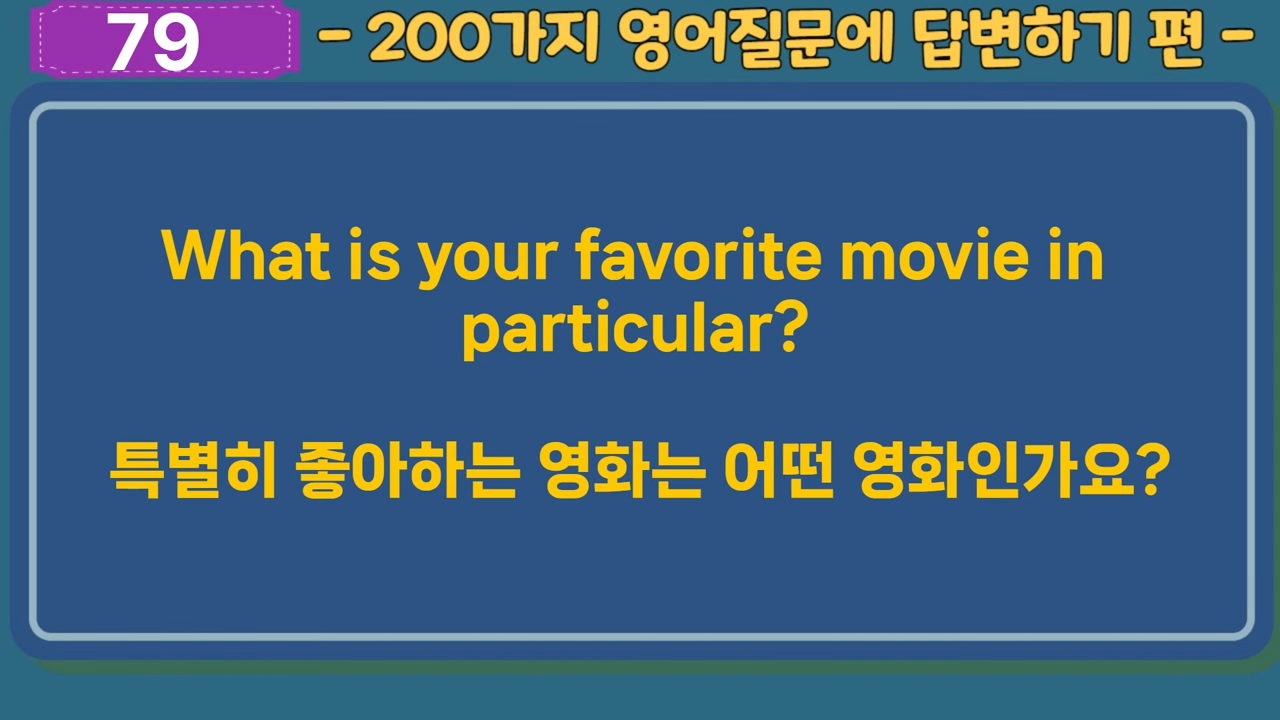 79
- 200가지 영어질문에 답변하기 편 -
What is your favorite movie in
particular?
특별히 좋아하는 영화는 어떤 영화인가요?